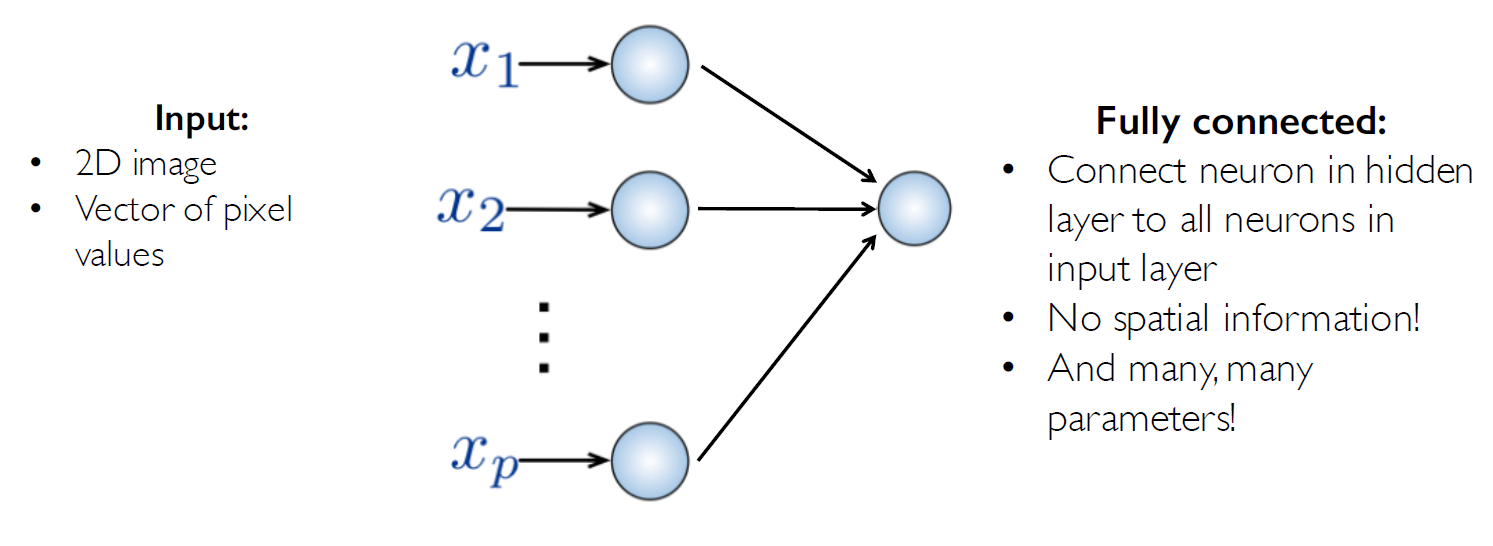 Input:
• 2D image
• Vector of pixel
values
x₁
x₂
⋮
xₚ
Fully connected:
• Connect neuron in hidden
layer to all neurons in
input layer
• No spatial information!
• And many, many
parameters!